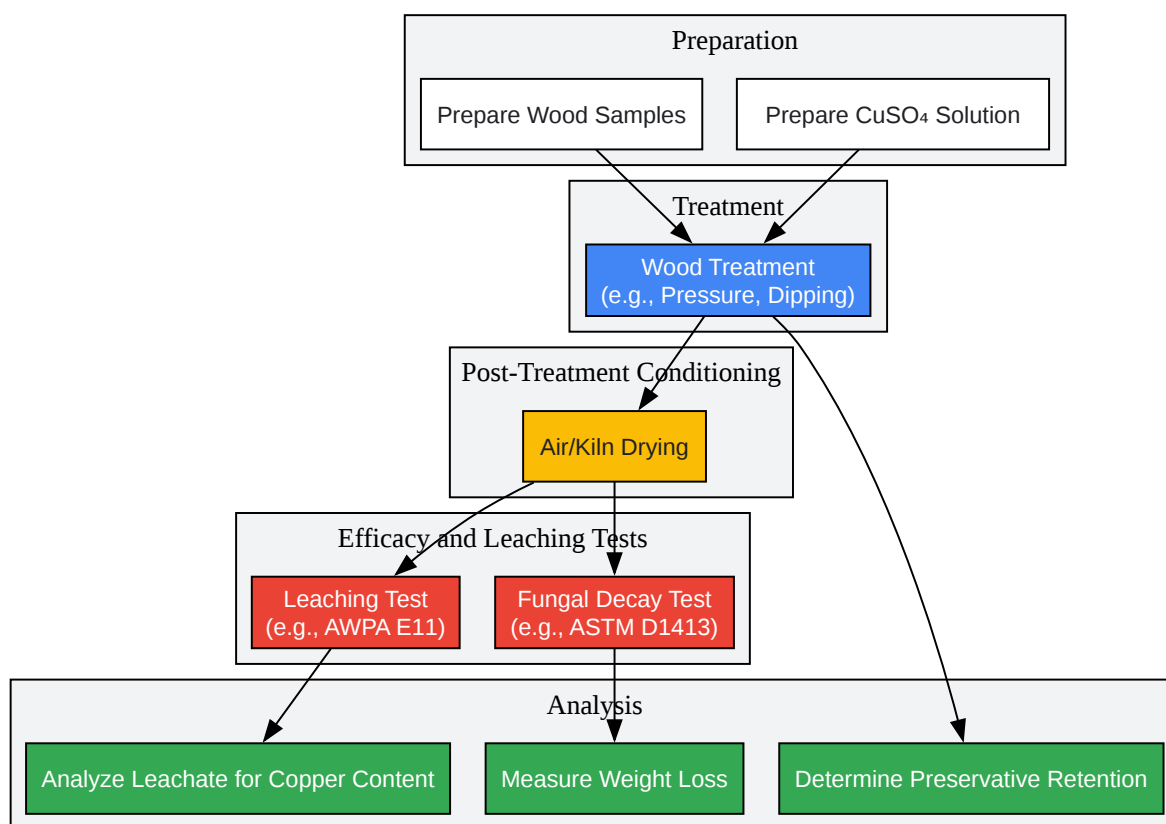 Preparation
Prepare Wood Samples
Prepare CuSO₄ Solution
Treatment
Wood Treatment
(e.g., Pressure, Dipping)
Post-Treatment Conditioning
Air/Kiln Drying
Efficacy and Leaching Tests
Leaching Test
(e.g., AWPA E11)
Fungal Decay Test
(e.g., ASTM D1413)
Analysis
Analyze Leachate for Copper Content
Measure Weight Loss
Determine Preservative Retention